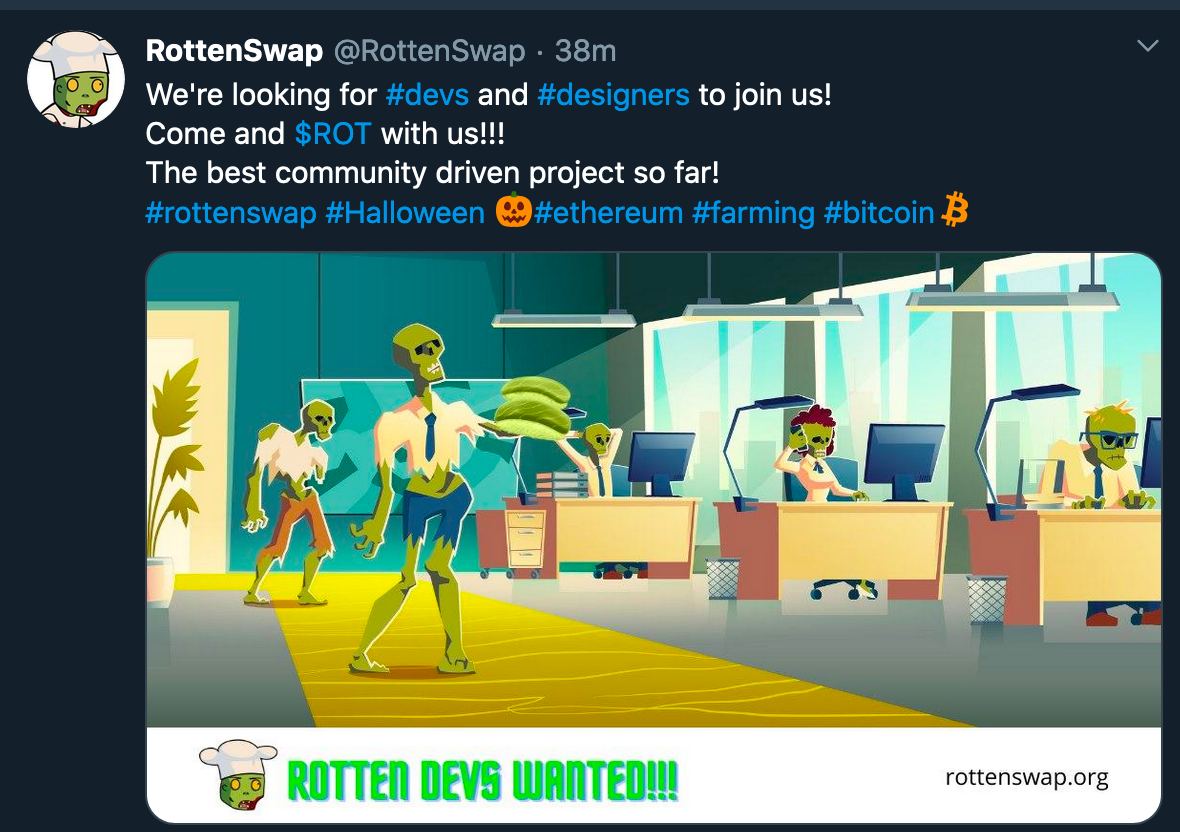 RottenSwap @RottenSwap · 38m
We're looking for #devs and #designers to join us!
Come and $ROT with us!!!
The best community driven project so far!
#rottenswap #Halloween 🎃#ethereum #farming #bitcoin
ROTTEN DEVS WANTED!!!
rottenswap.org